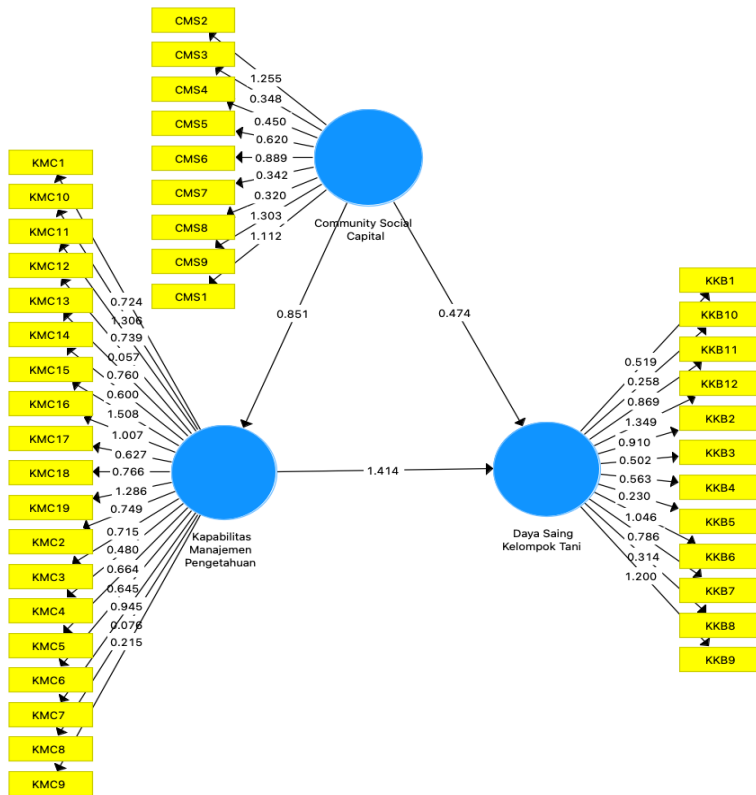 CMS2
CMS3
CMS4
CMS5
CMS6
CMS7
CMS8
CMS9
CMS1
1.255
0.348
0.450
0.620
0.889
0.342
0.320
1.303
1.112
Community Social
Capital
0.851
0.474
KMC1
KMC10
KMC11
KMC12
KMC13
KMC14
KMC15
KMC16
KMC17
KMC18
KMC19
KMC2
KMC3
KMC4
KMC5
KMC6
KMC7
KMC8
KMC9
0.724
1.306
0.739
0.057
0.760
0.600
1.508
1.007
0.627
0.766
1.286
0.749
0.715
0.480
0.664
0.645
0.945
0.076
0.215
Kapabilitas
Manajemen
Pengetahuan
1.414
Daya Saing
Kelompok Tani
0.519
0.258
0.869
1.349
0.910
0.502
0.563
0.230
1.046
0.786
0.314
1.200
KKB1
KKB10
KKB11
KKB12
KKB2
KKB3
KKB4
KKB5
KKB6
KKB7
KKB8
KKB9